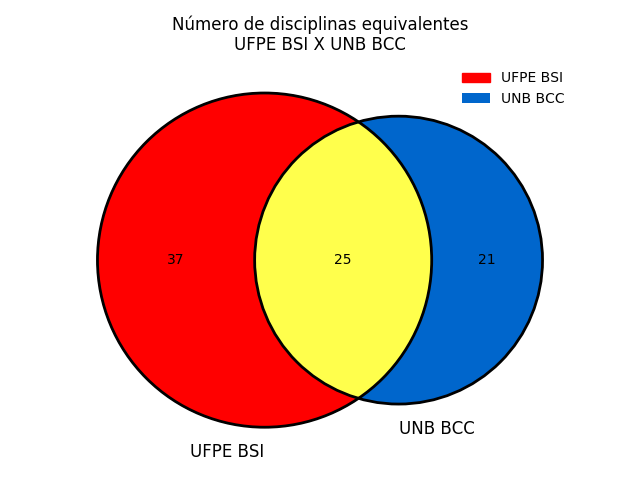 Número de disciplinas equivalentes
UFPE BSI X UNB BCC
UFPE BSI
UNB BCC
37
25
21
UNB BCC
UFPE BSI